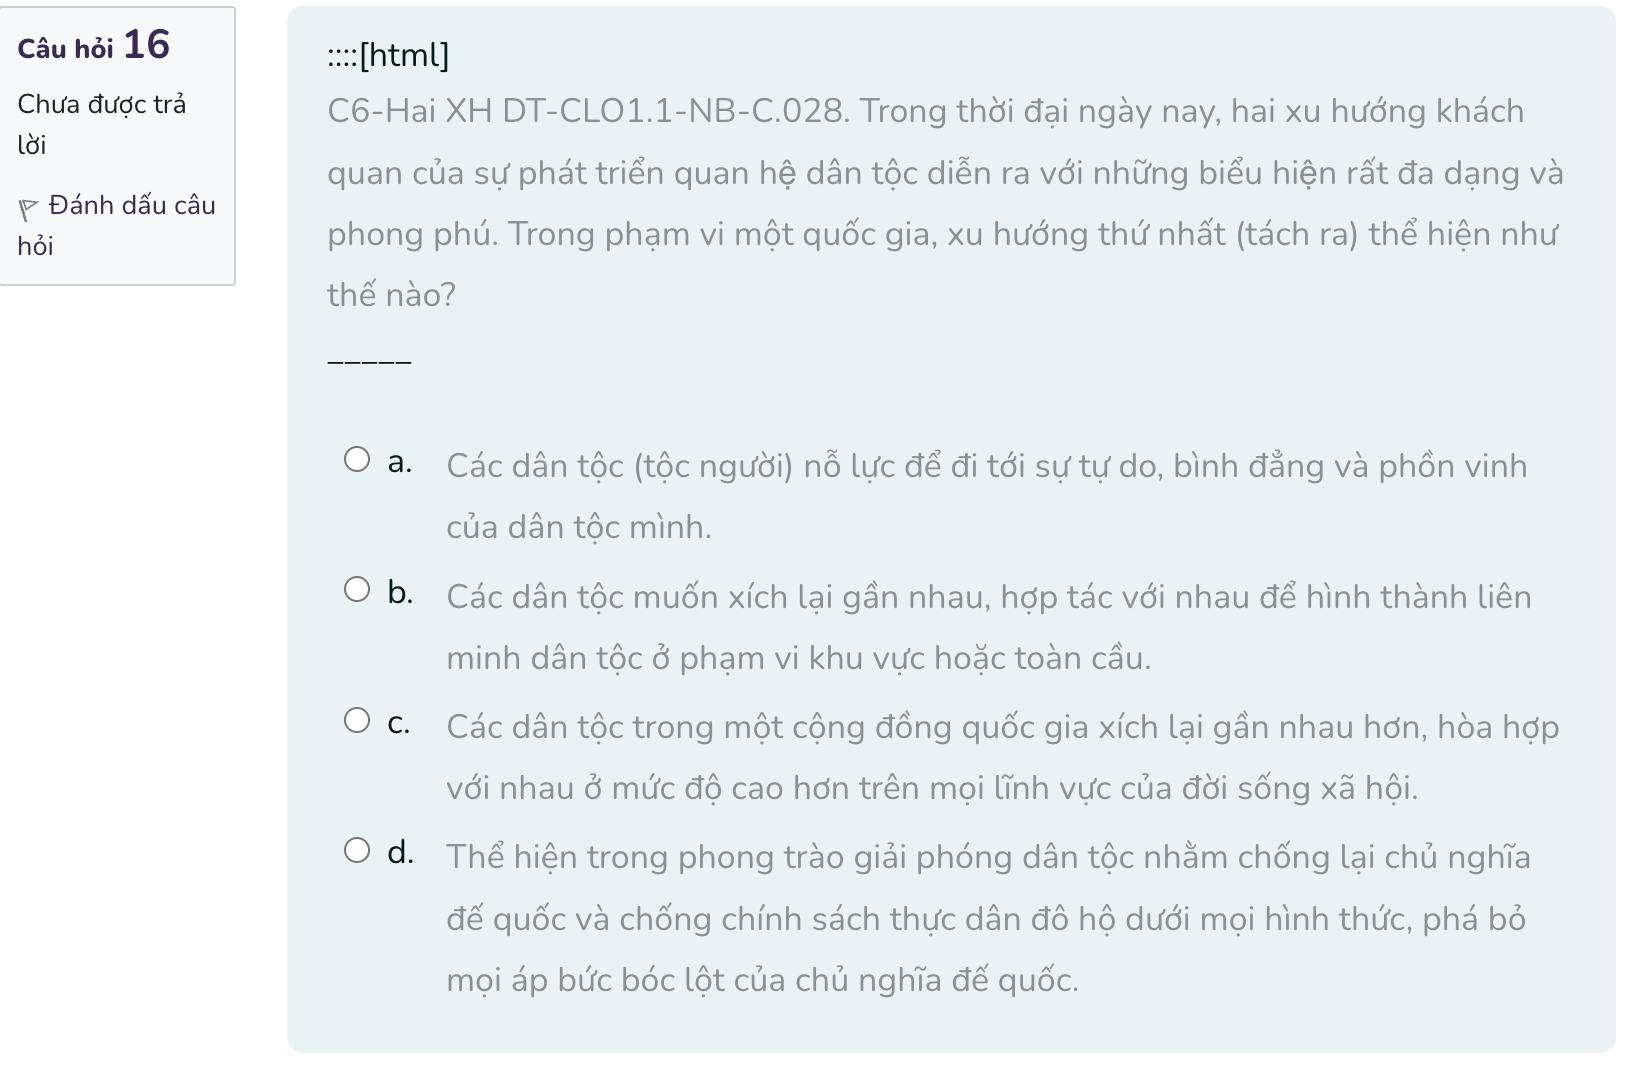 Câu hỏi 16
Chưa được trả
lời
Đánh dấu câu
hỏi
::::[html]
C6-Hai XH DT-CLO1.1-NB-C.028. Trong thời đại ngày nay, hai xu hướng khách
quan của sự phát triển quan hệ dân tộc diễn ra với những biểu hiện rất đa dạng và
phong phú. Trong phạm vi một quốc gia, xu hướng thứ nhất (tách ra) thể hiện như
thế nào?
_____
a. Các dân tộc (tộc người) nỗ lực để đi tới sự tự do, bình đẳng và phồn vinh
của dân tộc mình.
b. Các dân tộc muốn xích lại gần nhau, hợp tác với nhau để hình thành liên
minh dân tộc ở phạm vi khu vực hoặc toàn cầu.
c. Các dân tộc trong một cộng đồng quốc gia xích lại gần nhau hơn, hòa hợp
với nhau ở mức độ cao hơn trên mọi lĩnh vực của đời sống xã hội.
d. Thể hiện trong phong trào giải phóng dân tộc nhằm chống lại chủ nghĩa
đế quốc và chống chính sách thực dân đô hộ dưới mọi hình thức, phá bỏ
mọi áp bức bóc lột của chủ nghĩa đế quốc.